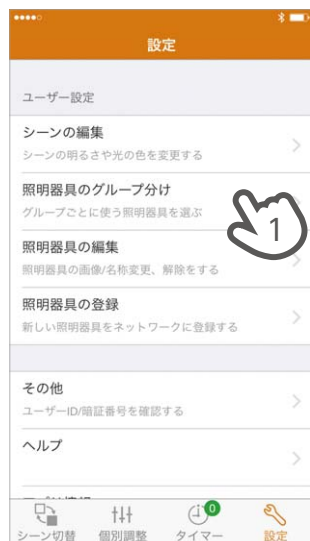 設定
ユーザー設定
シーンの編集
シーンの明るさや光の色を変更する
照明器具のグループ分け
グループごとに使う照明器具を選ぶ
1
照明器具の編集
照明器具の画像/名称変更、解除をする
照明器具の登録
新しい照明器具をネットワークに登録する
その他
ユーザーID/暗証番号を確認する
ヘルプ
0
シーン切替 個別調整 タイマー 設定